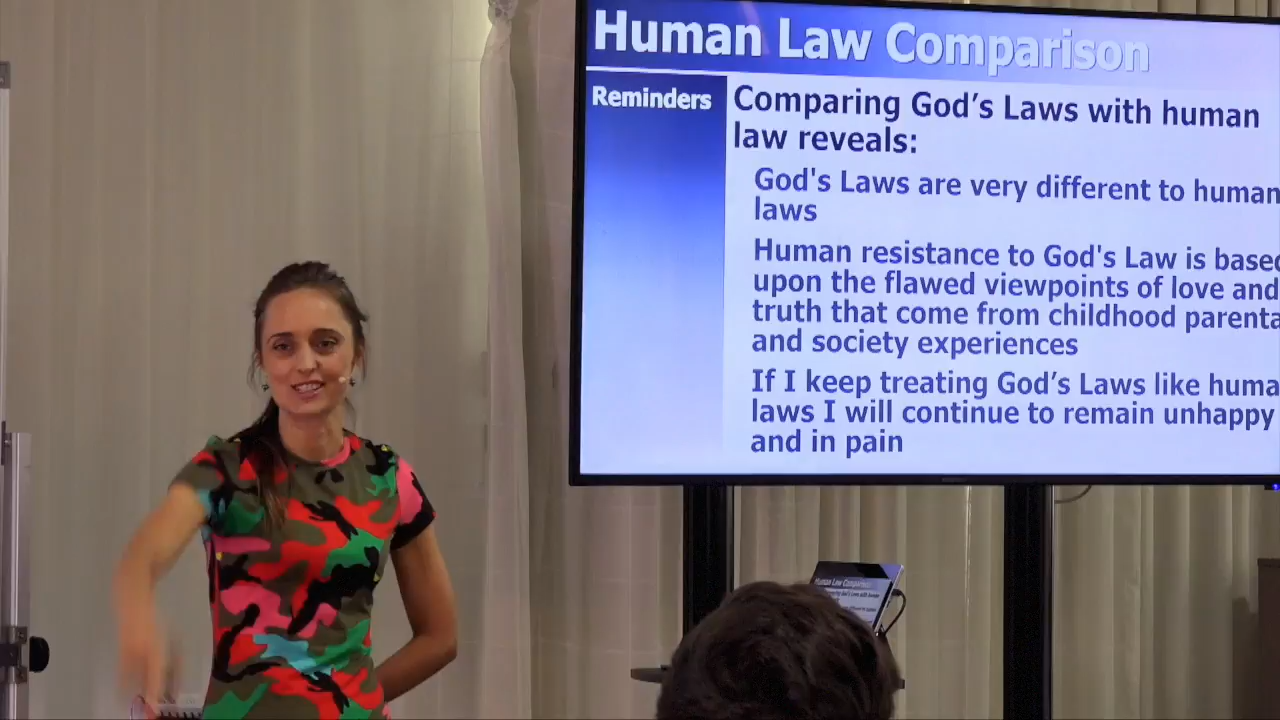 Human Law Comparison
Reminders
Comparing God’s Laws with human
law reveals:
God's Laws are very different to human
laws
Human resistance to God's Law is based
upon the flawed viewpoints of love and
truth that come from childhood parenta
and society experiences
If I keep treating God’s Laws like huma
laws I will continue to remain unhappy
and in pain
Human Law Comparison